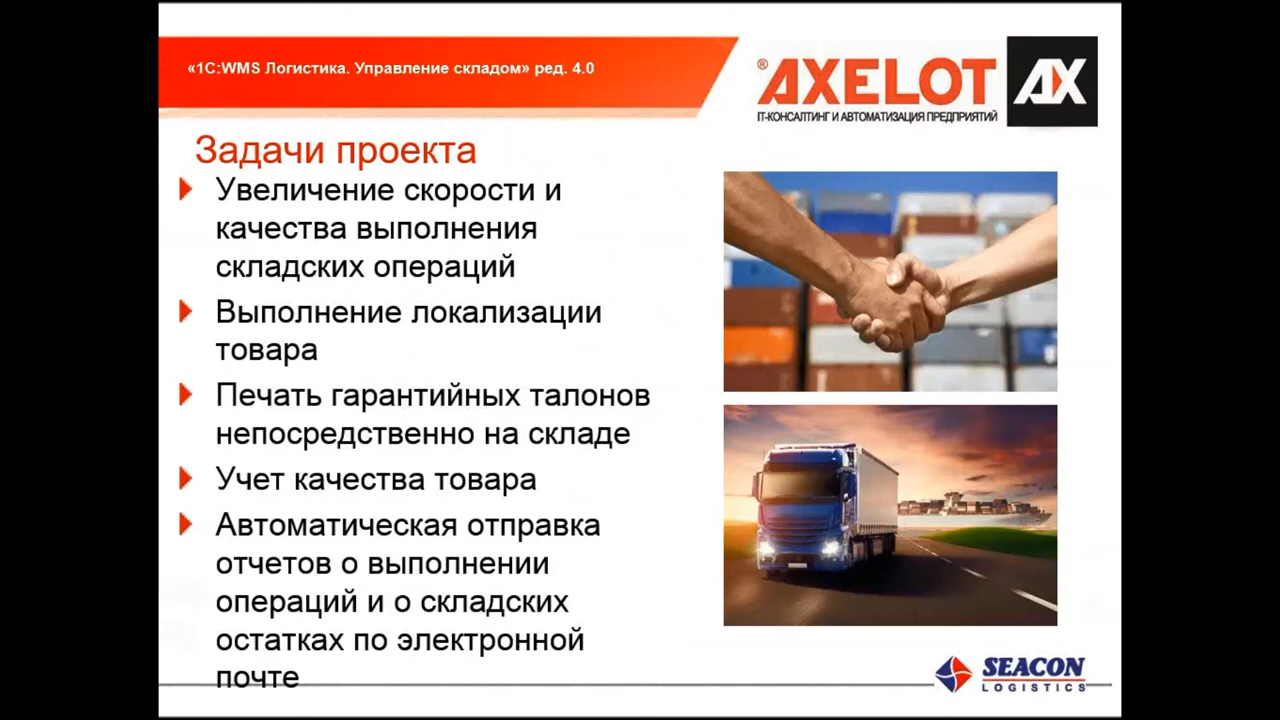 «1С:WMS Логистика. Управление складом» ред. 4.0
®AXELOT
AX
IT-КОНСАЛТИНГ И АВТОМАТИЗАЦИЯ ПРЕДПРИЯТИЙ
Задачи проекта
Увеличение скорости и
качества выполнения
складских операций
Выполнение локализации
товара
Печать гарантийных талонов
непосредственно на складе
Учет качества товара
Автоматическая отправка
отчетов о выполнении
операций и о складских
остатках по электронной
почте
SEACON
LOGISTICS